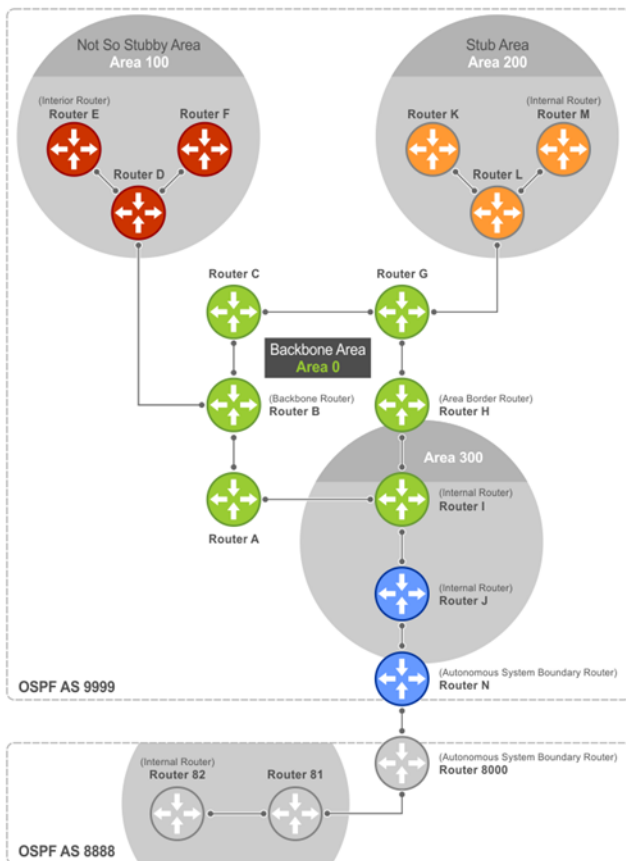 Not So Stubby Area
Area 100
(Interior Router)
Router E
Router F
Router D
Stub Area
Area 200
Router K
(Internal Router)
Router M
Router L
Router C
Router G
Backbone Area
Area 0
(Backbone Router)
Router B
(Area Border Router)
Router H
Area 300
Router A
(Internal Router)
Router I
(Internal Router)
Router J
(Autonomous System Boundary Router)
Router N
OSPF AS 9999
(Autonomous System Boundary Router)
Router 8000
(Internal Router)
Router 82
Router 81
OSPF AS 8888